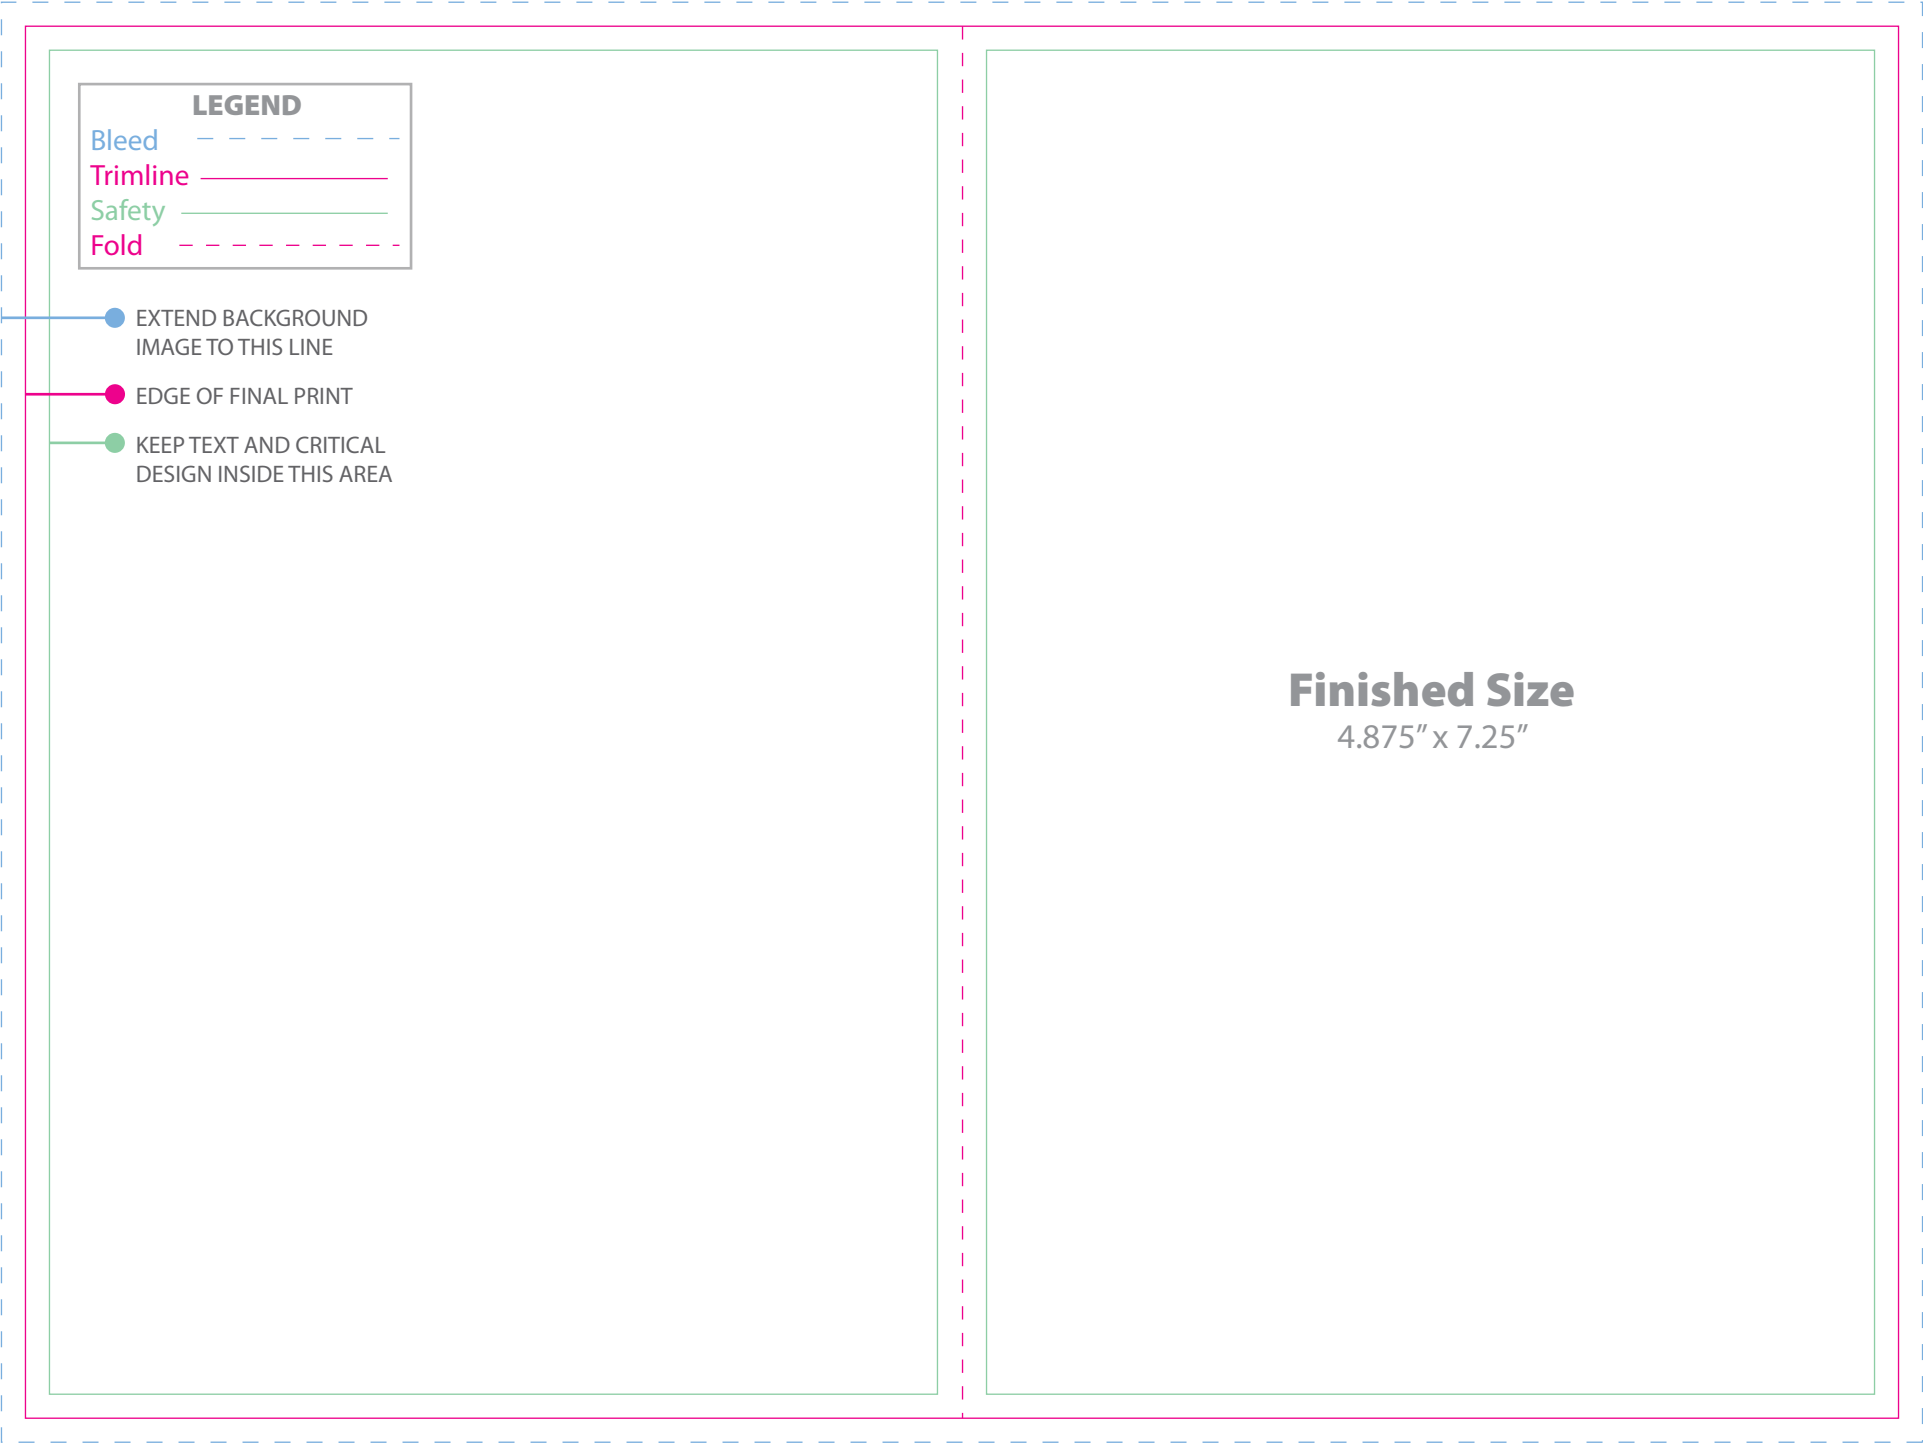 LEGEND
Bleed
Trimline
Safety
Fold
EXTEND BACKGROUND
IMAGE TO THIS LINE
EDGE OF FINAL PRINT
KEEP TEXT AND CRITICAL
DESIGN INSIDE THIS AREA
Finished Size
4.875” x 7.25”